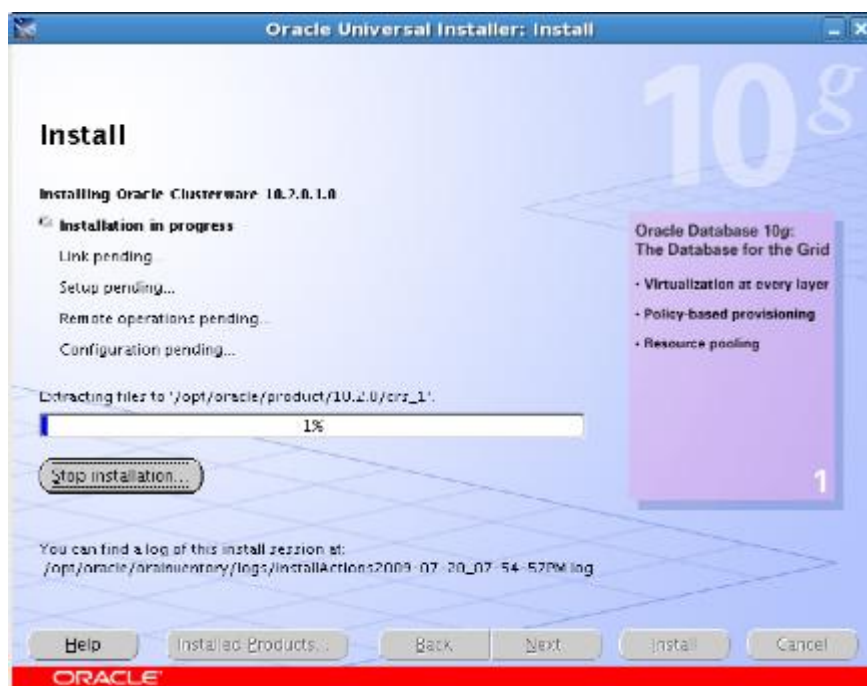 Oracle Universal Installer: Install
10g
Install
Installing Oracle Clusterware 10.2.0.1.0
Installation in progress
Link pending...
Setup pending...
Remote operations pending...
Configuration pending...
Extracting files to '/opt/oracle/product/10.2.0/crs_1'.
1%
Stop installation...
Oracle Database 10g:
The Database for the Grid
• Virtualization at every layer
• Policy-based provisioning
• Resource pooling
1
You can find a log of this install session at:
/opt/oracle/oraInventory/logs/installActions2009-07-20_07-54-52PM.log
Help
Installed Products...
Back
Next
Install
Cancel
ORACLE